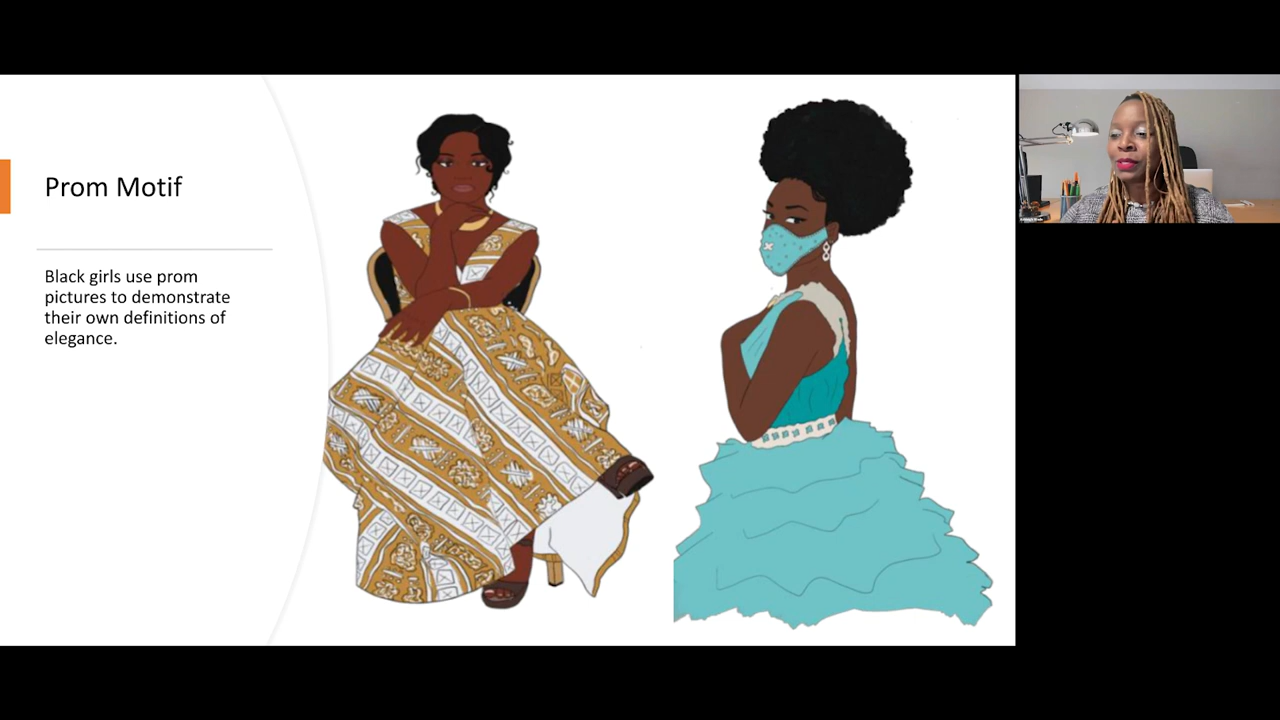 Prom Motif
Black girls use prom
pictures to demonstrate
their own definitions of
elegance.